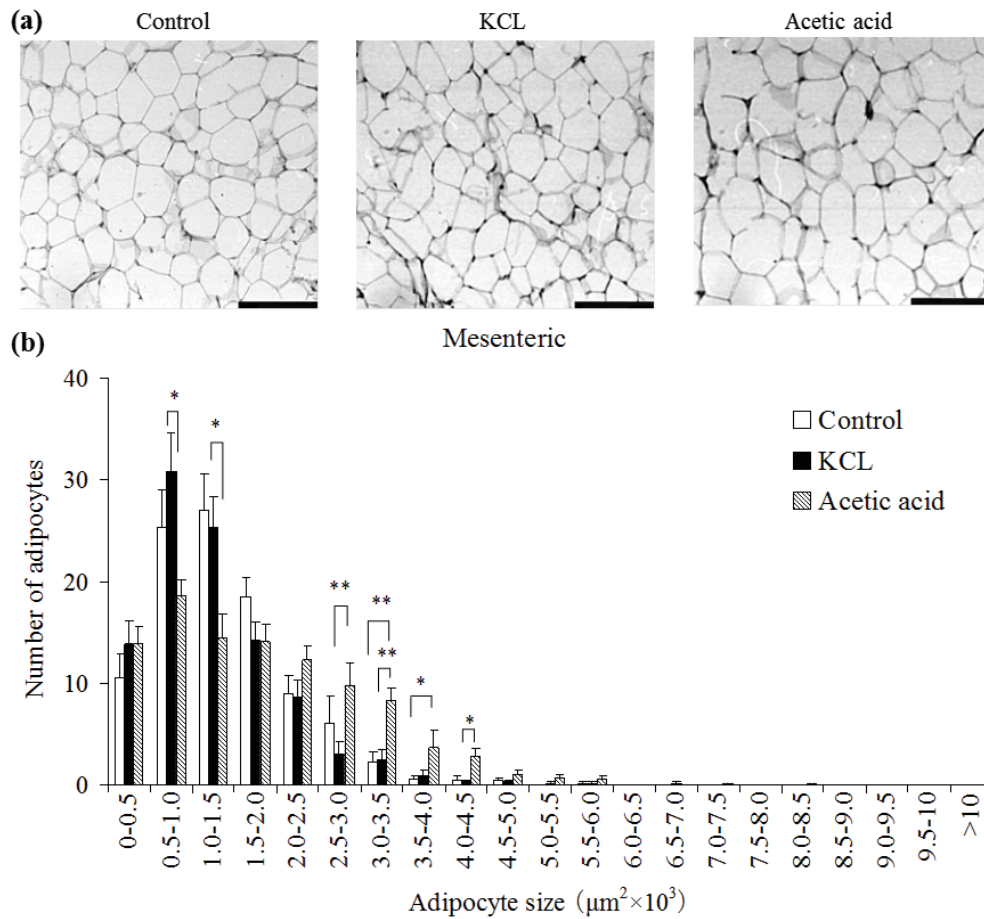 (a) Control KCL Acetic acid
(b) Mesenteric
40
30
20
10
0
Number of adipocytes
* * ** ** ** * *
Control
KCL
Acetic acid
0-0.5 0.5-1.0 1.0-1.5 1.5-2.0 2.0-2.5 2.5-3.0 3.0-3.5 3.5-4.0 4.0-4.5 4.5-5.0 5.0-5.5 5.5-6.0 6.0-6.5 6.5-7.0 7.0-7.5 7.5-8.0 8.0-8.5 8.5-9.0 9.0-9.5 9.5-10 >10
Adipocyte size (μm²×10³)